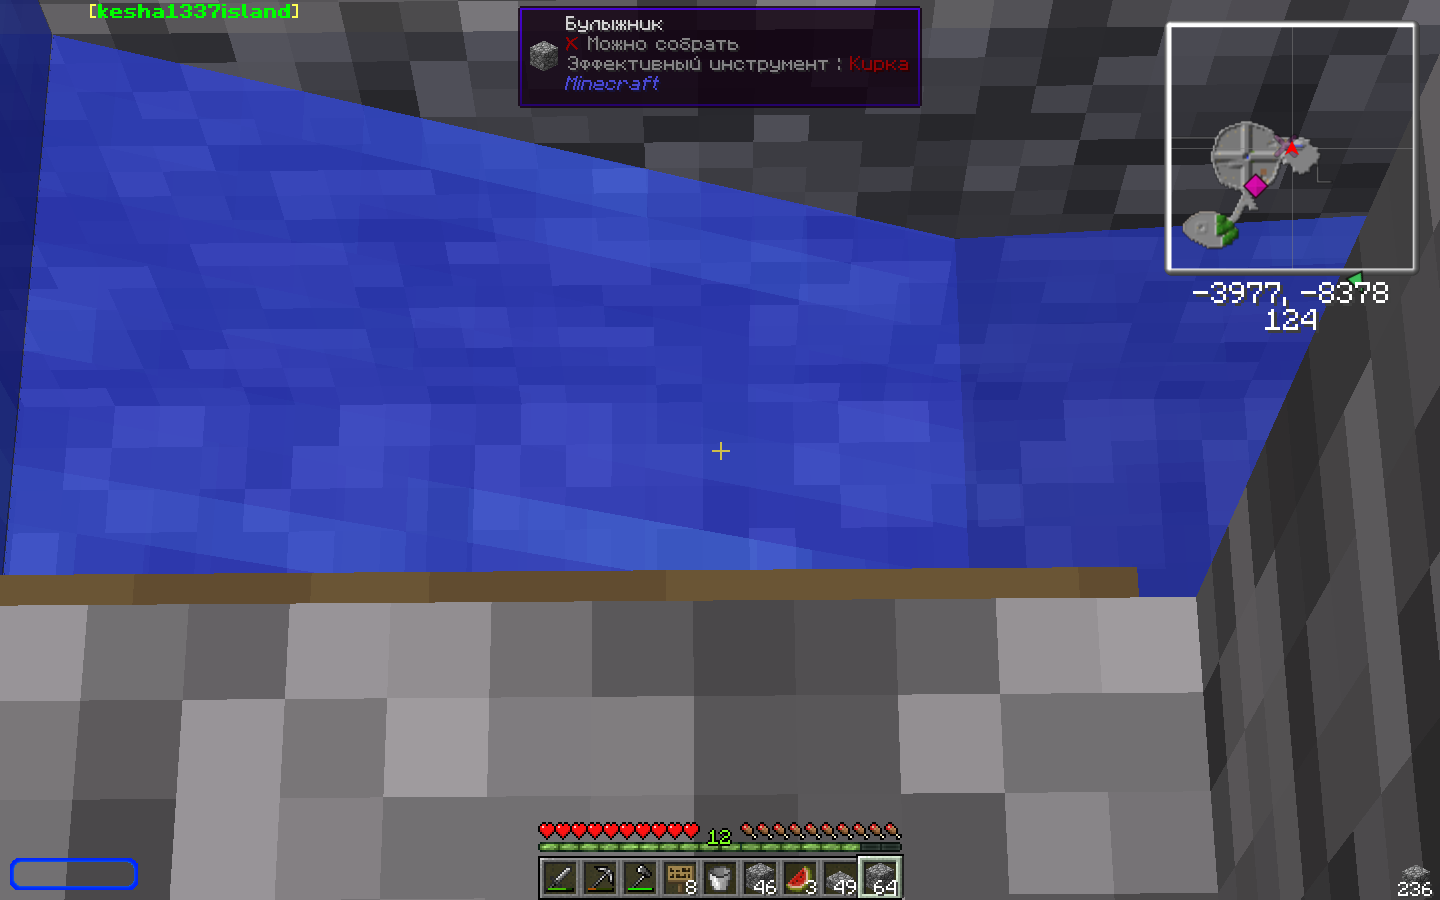 [kesha1337island]
Булыжник
X Можно собрать
Эффективный инструмент : Кирка
Minecraft
-3977, -8378
124
12
8
46
3
49
64
236